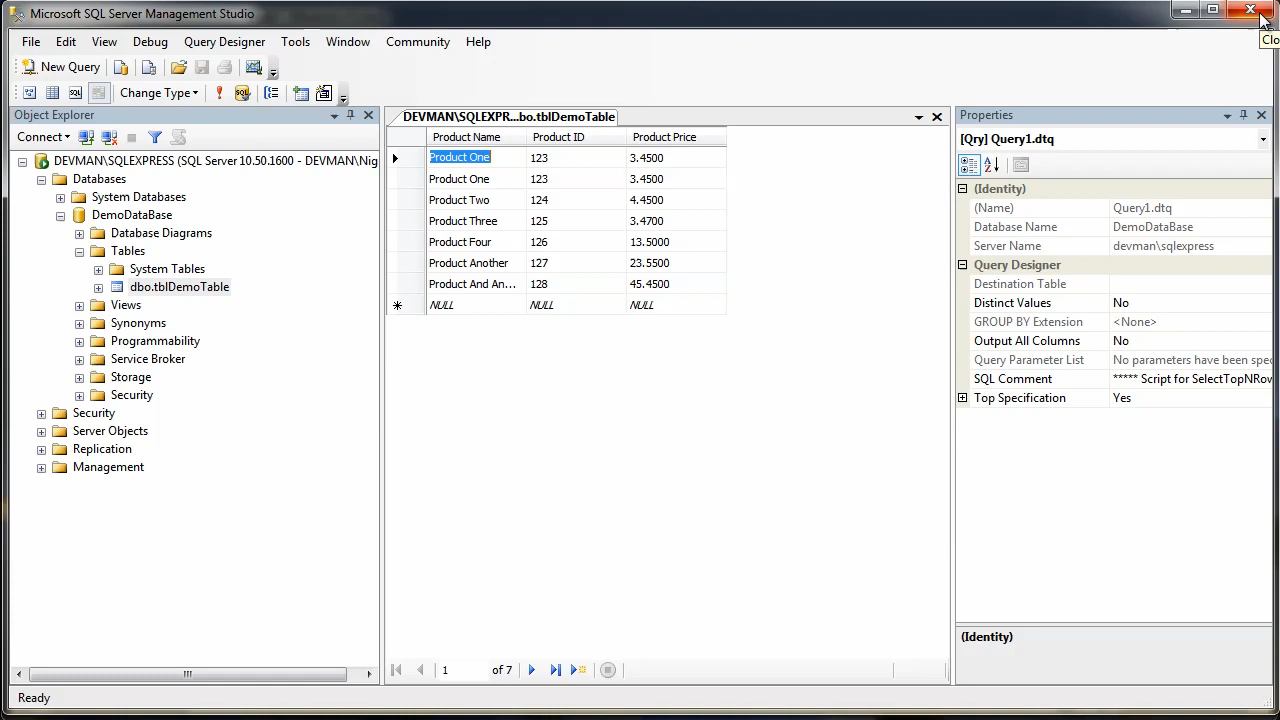 Microsoft SQL Server Management Studio
File Edit View Debug Query Designer Tools Window Community Help
Clo
New Query
SQL Change Type
Object Explorer
Connect
DEVMAN\SQLEXPRESS (SQL Server 10.50.1600 - DEVMAN\Nig
Databases
System Databases
DemoDataBase
Database Diagrams
Tables
System Tables
dbo.tblDemoTable
Views
Synonyms
Programmability
Service Broker
Storage
Security
Security
Server Objects
Replication
Management
DEVMAN\SQLEXPR...bo.tblDemoTable
Product Name Product ID Product Price
Product One 123 3.4500
Product One 123 3.4500
Product Two 124 4.4500
Product Three 125 3.4700
Product Four 126 13.5000
Product Another 127 23.5500
Product And An... 128 45.4500
NULL NULL NULL
1 of 7
Properties
[Qry] Query1.dtq
(Identity)
(Name) Query1.dtq
Database Name DemoDataBase
Server Name devman\sqlexpress
Query Designer
Destination Table
Distinct Values No
GROUP BY Extension <None>
Output All Columns No
Query Parameter List No parameters have been spec
SQL Comment ***** Script for SelectTopNRow
Top Specification Yes
(Identity)
Ready